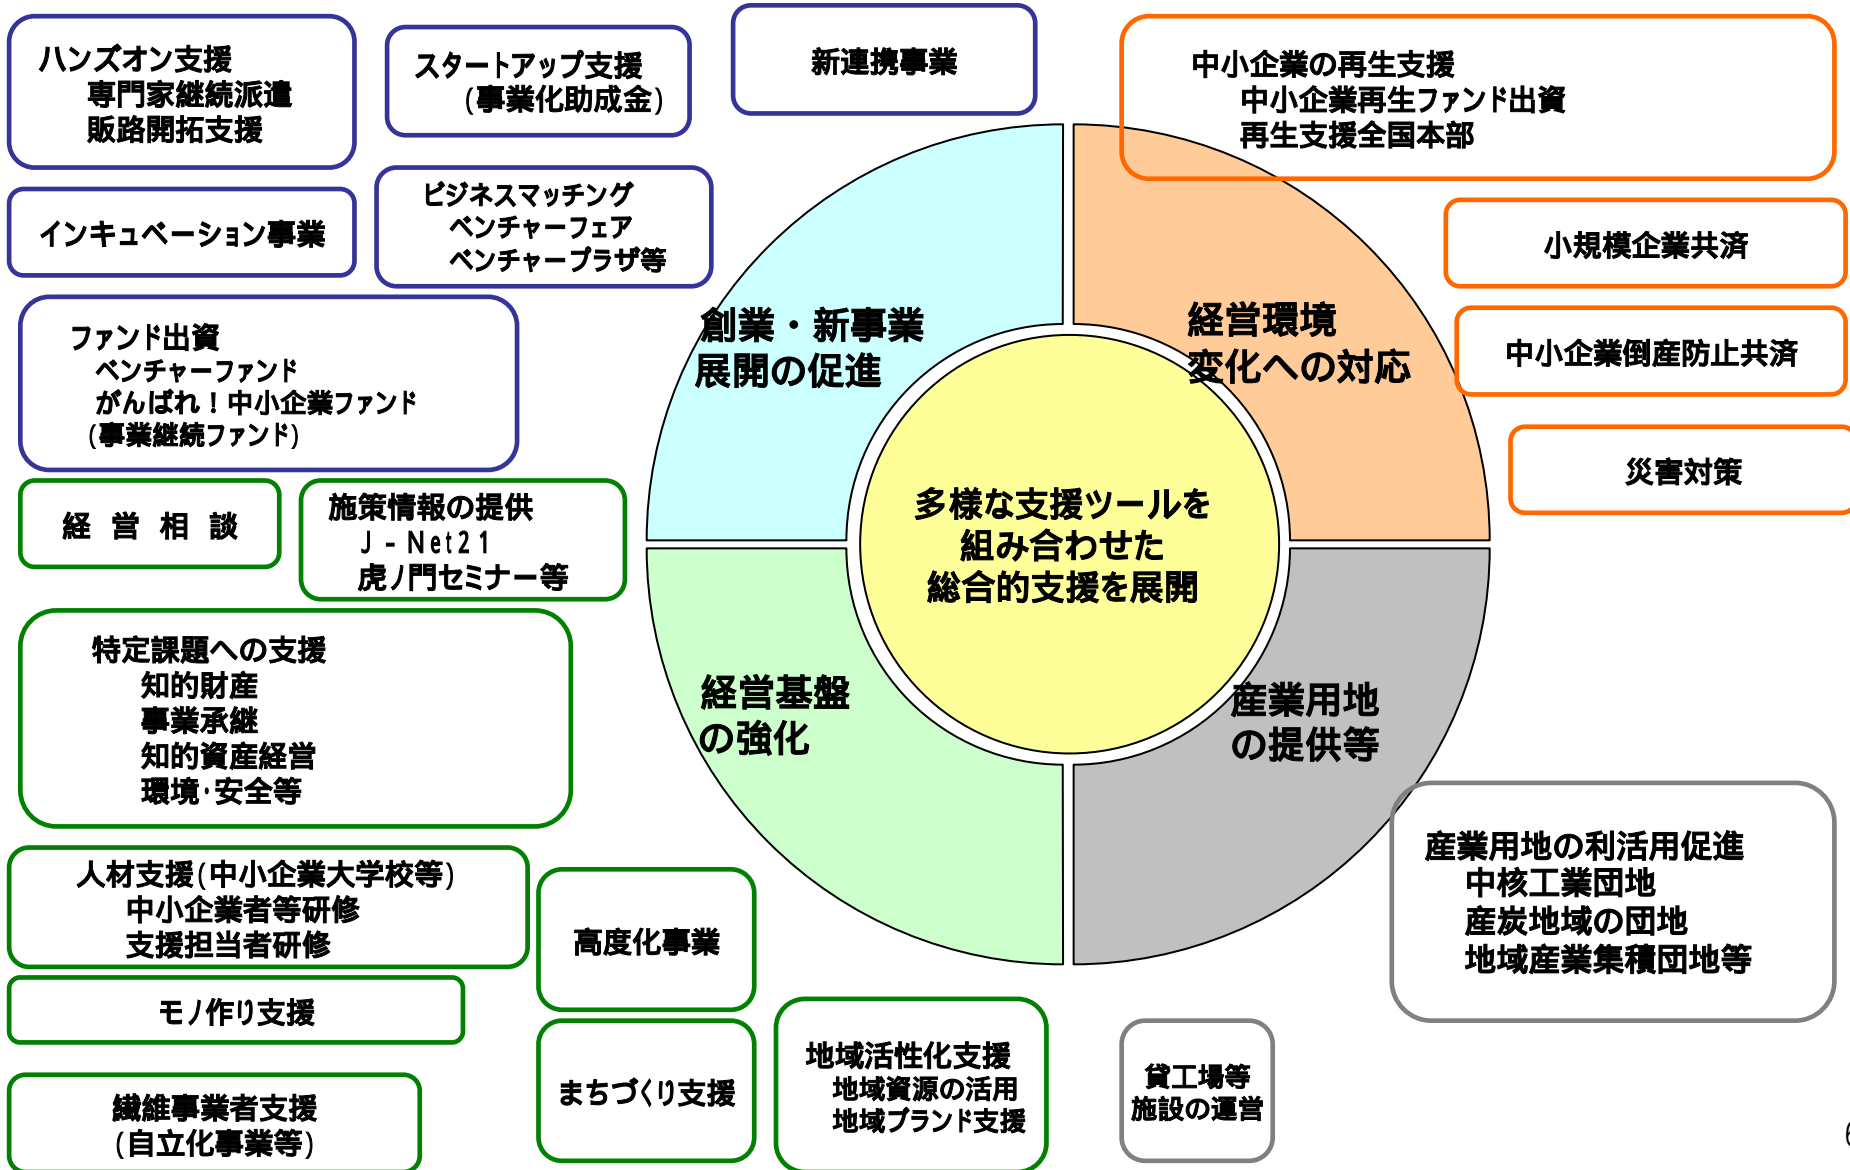 ハンズオン支援
専門家継続派遣
販路開拓支援
スタートアップ支援
(事業化助成金)
新連携事業
中小企業の再生支援
中小企業再生ファンド出資
再生支援全国本部
インキュベーション事業
ビジネスマッチング
ベンチャーフェア
ベンチャープラザ等
小規模企業共済
ファンド出資
ベンチャーファンド
がんばれ！中小企業ファンド
(事業継続ファンド)
創業・新事業
展開の促進
経営環境
変化への対応
中小企業倒産防止共済
災害対策
経営相談
施策情報の提供
J－Net21
虎ノ門セミナー等
多様な支援ツールを
組み合わせた
総合的支援を展開
特定課題への支援
知的財産
事業承継
知的資産経営
環境・安全等
経営基盤
の強化
産業用地
の提供等
人材支援(中小企業大学校等)
中小企業者等研修
支援担当者研修
高度化事業
産業用地の利活用促進
中核工業団地
産炭地域の団地
地域産業集積団地等
モノ作り支援
まちづくり支援
地域活性化支援
地域資源の活用
地域ブランド支援
貸工場等
施設の運営
繊維事業者支援
(自立化事業等)
6